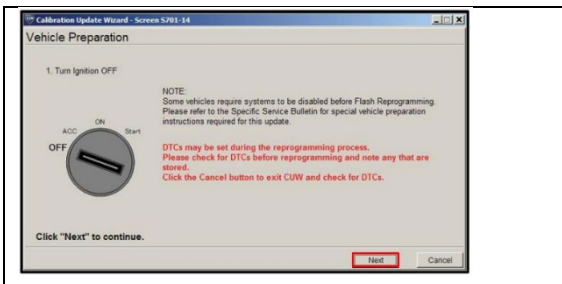 Calibration Update Wizard - Screen S701-14
Vehicle Preparation
1. Turn Ignition OFF
NOTE:
Some vehicles require systems to be disabled before Flash Reprogramming.
Please refer to the Specific Service Bulletin for special vehicle preparation
instructions required for this update.
OFF
ACC
ON
Start
DTCs may be set during the reprogramming process.
Please check for DTCs before reprogramming and note any that are
stored.
Click the Cancel button to exit CUW and check for DTCs.
Click "Next" to continue.
Next
Cancel